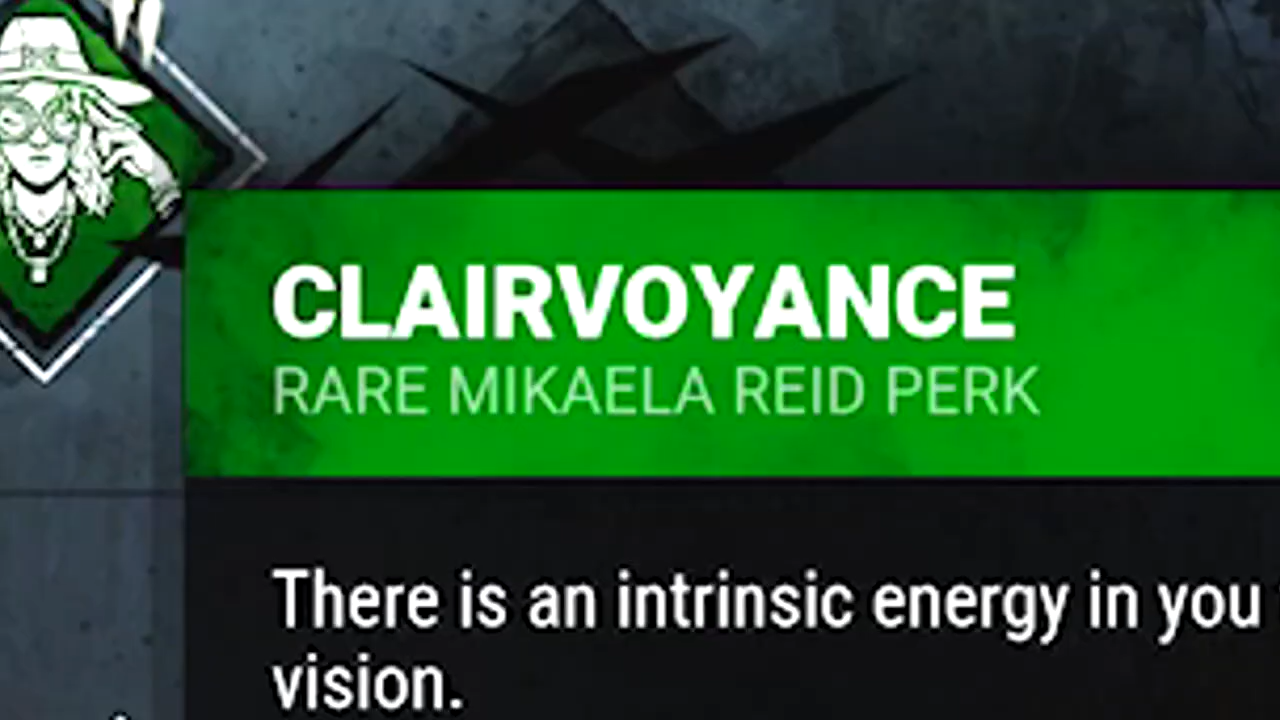 CLAIRVOYANCE
RARE MIKAELA REID PERK
There is an intrinsic energy in you
vision.